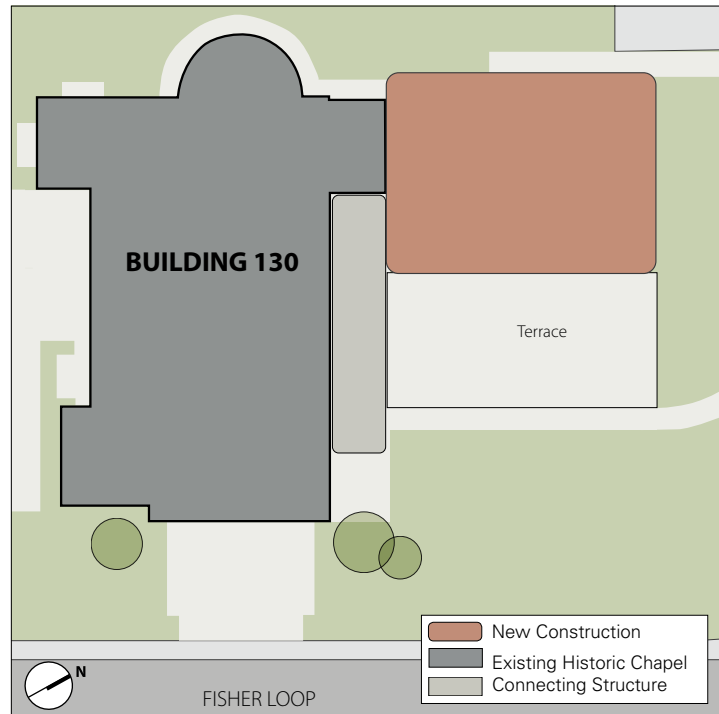 BUILDING 130
Terrace
New Construction
Existing Historic Chapel
Connecting Structure
N
FISHER LOOP